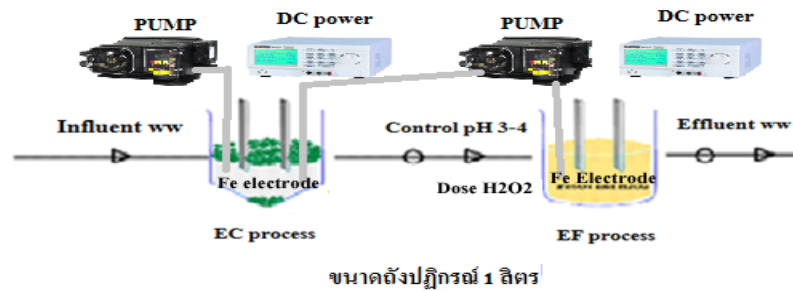 PUMP
DC power
PUMP
DC power
Influent ww
Control pH 3-4
Effluent ww
Fe electrode
Dose H2O2
Fe Electrode
EC process
EF process
ขนาดถังปฏิกรณ์ 1 ลิตร